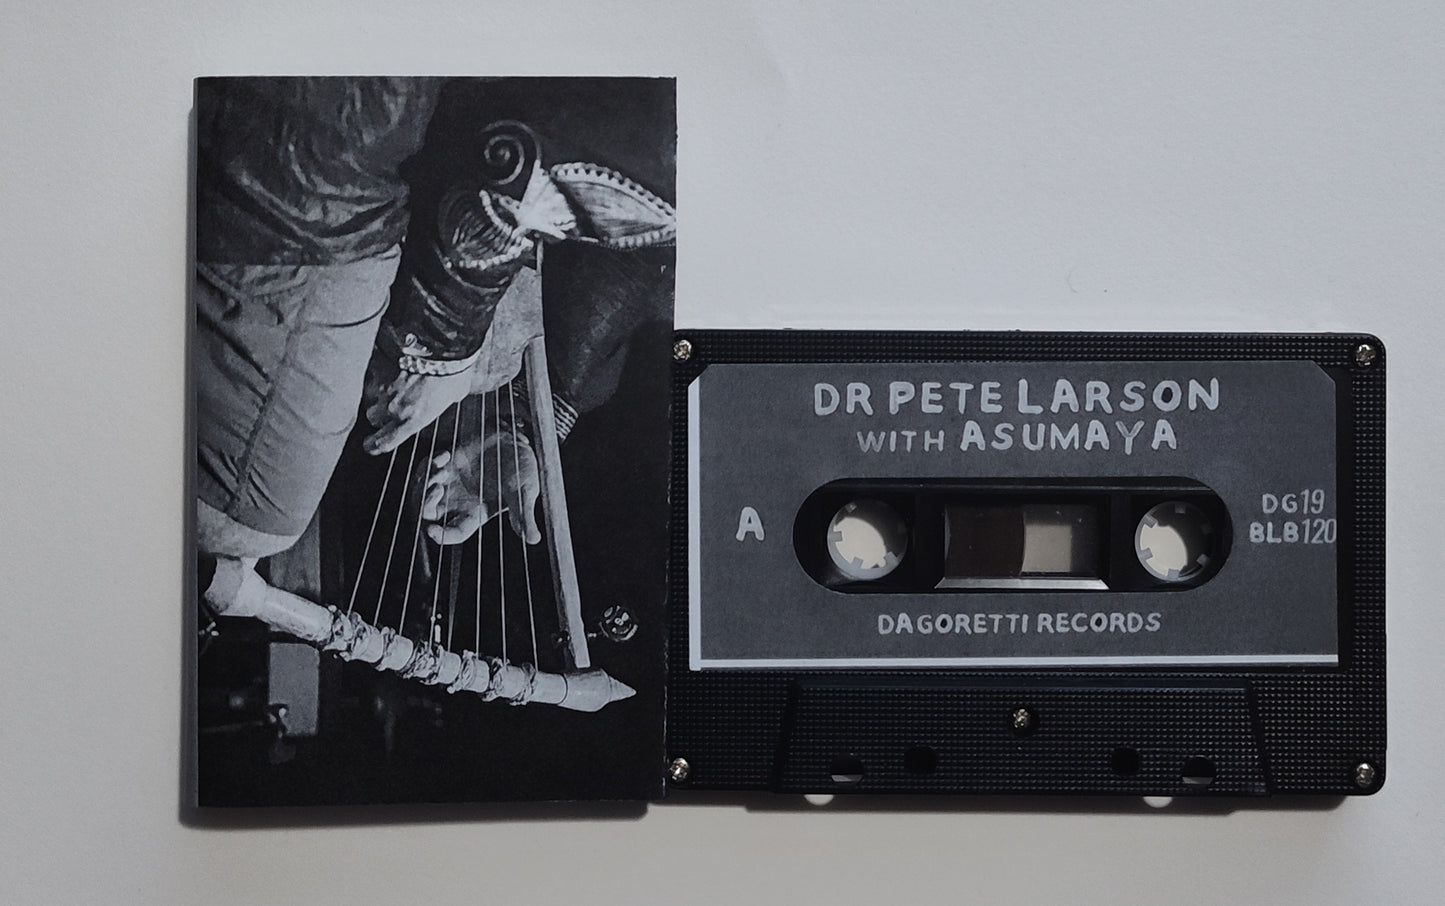 DR PETE LARSON
WITH ASUMAYA
A
DG19
BLB120
DAGORETTI RECORDS